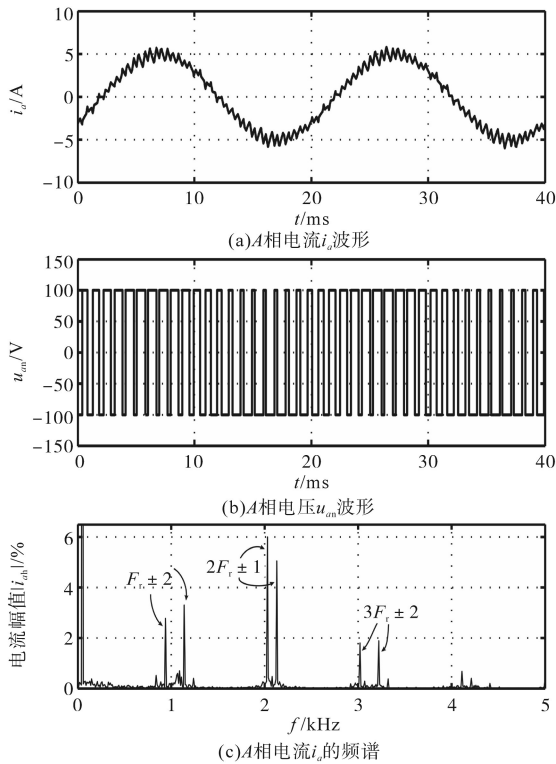 10
5
0
−5
−10
i_a/A
0
10
20
30
40
t/ms
(a)A相电流i_a波形
150
100
50
0
−50
−100
−150
u_an/V
0
10
20
30
40
t/ms
(b)A相电压u_an波形
6
4
2
0
电流幅值|i_ah|/%
F_r ± 2
2F_r ± 1
3F_r ± 2
0
1
2
3
4
5
f/kHz
(c)A相电流i_a的频谱